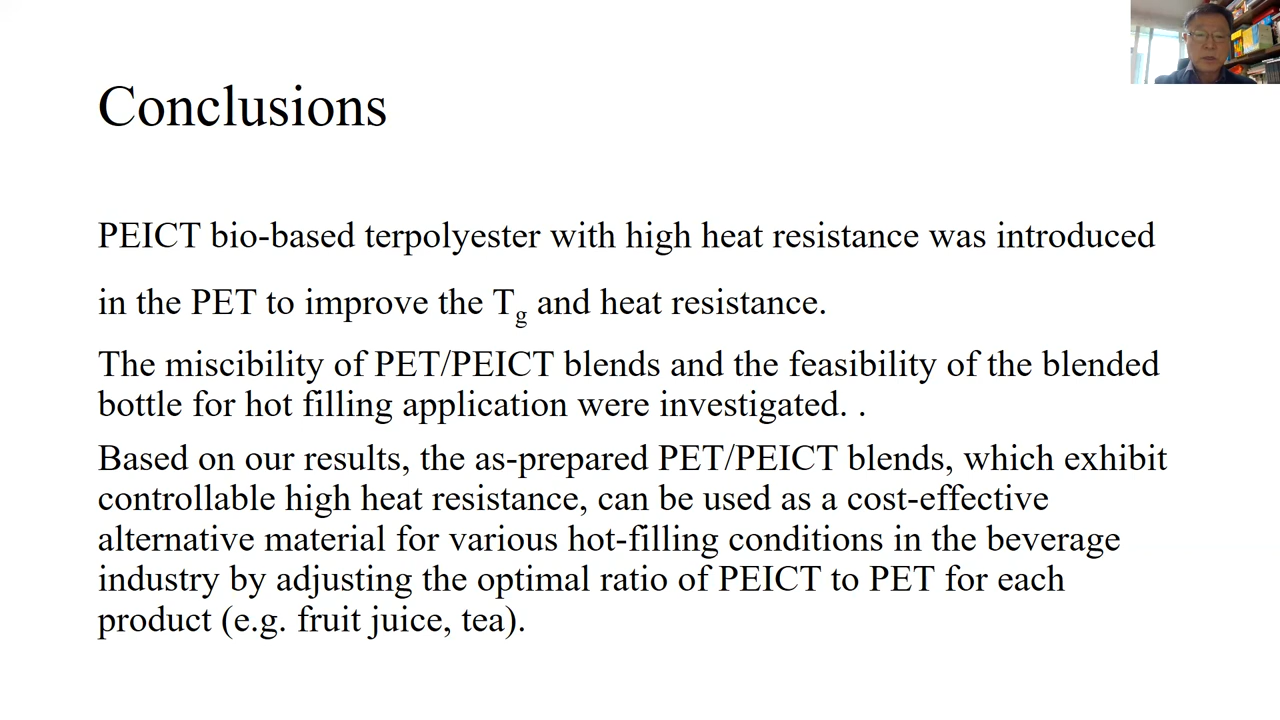 Conclusions
PEICT bio-based terpolyester with high heat resistance was introduced
in the PET to improve the Tg and heat resistance.
The miscibility of PET/PEICT blends and the feasibility of the blended
bottle for hot filling application were investigated. .
Based on our results, the as-prepared PET/PEICT blends, which exhibit
controllable high heat resistance, can be used as a cost-effective
alternative material for various hot-filling conditions in the beverage
industry by adjusting the optimal ratio of PEICT to PET for each
product (e.g. fruit juice, tea).